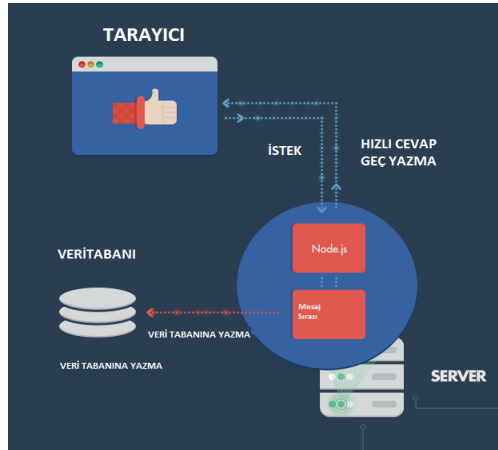 TARAYICI
İSTEK
HIZLI CEVAP
GEÇ YAZMA
Node.js
VERİTABANI
Mesaj
Sırası
VERİ TABANINA YAZMA
VERİ TABANINA YAZMA
SERVER